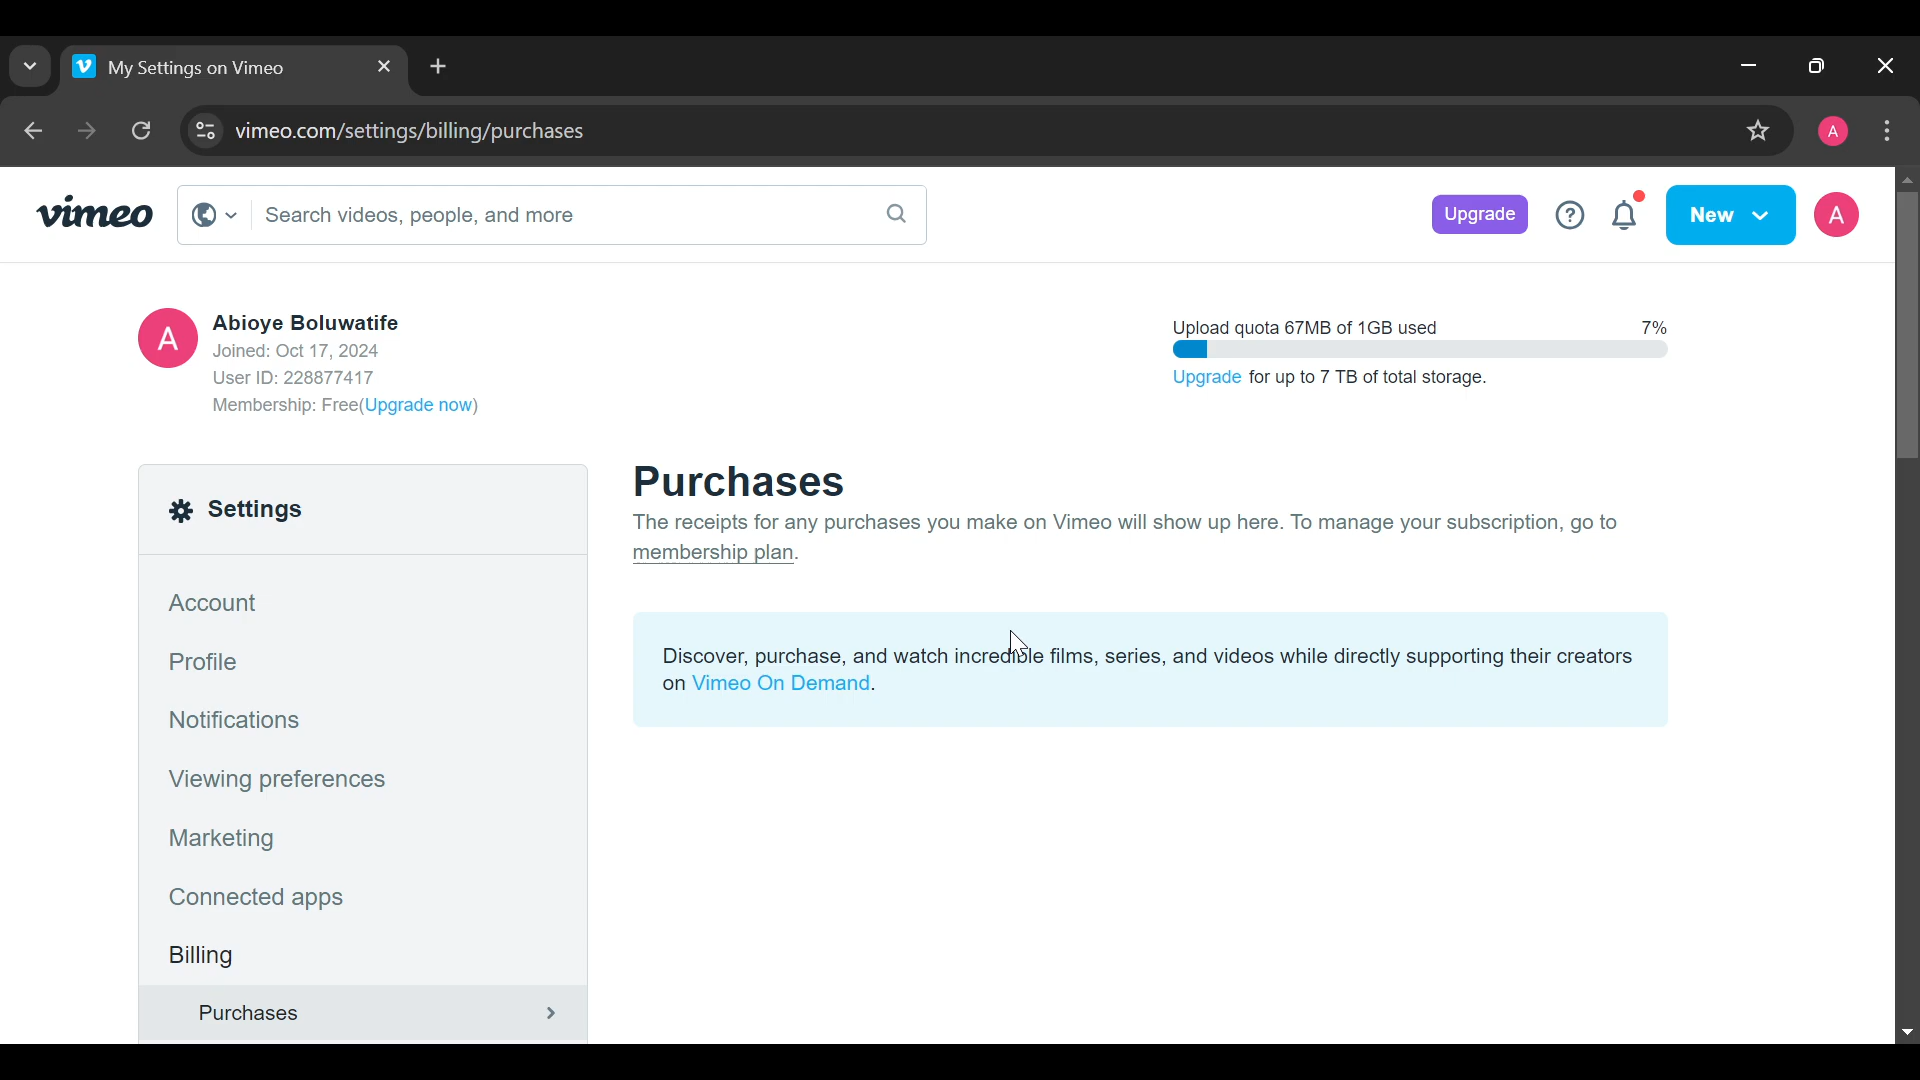 My Settings on Vimeo
vimeo.com/settings/billing/purchases
A
vimeo
Search videos, people, and more
Upgrade
New
A
A
Abioye Boluwatife
Joined: Oct 17, 2024
User ID: 228877417
Membership: Free(Upgrade now)
Upload quota 67MB of 1GB used 7%
Upgrade for up to 7 TB of total storage.
Settings
Account
Profile
Notifications
Viewing preferences
Marketing
Connected apps
Billing
Purchases
Purchases
The receipts for any purchases you make on Vimeo will show up here. To manage your subscription, go to
membership plan.
Discover, purchase, and watch incredible films, series, and videos while directly supporting their creators
on Vimeo On Demand.